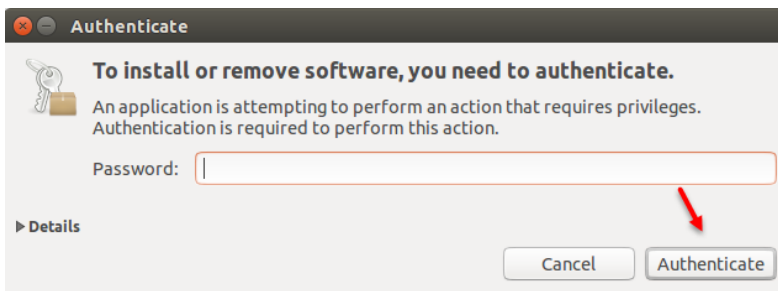 Authenticate
To install or remove software, you need to authenticate.
An application is attempting to perform an action that requires privileges.
Authentication is required to perform this action.
Password:
Details
Cancel
Authenticate